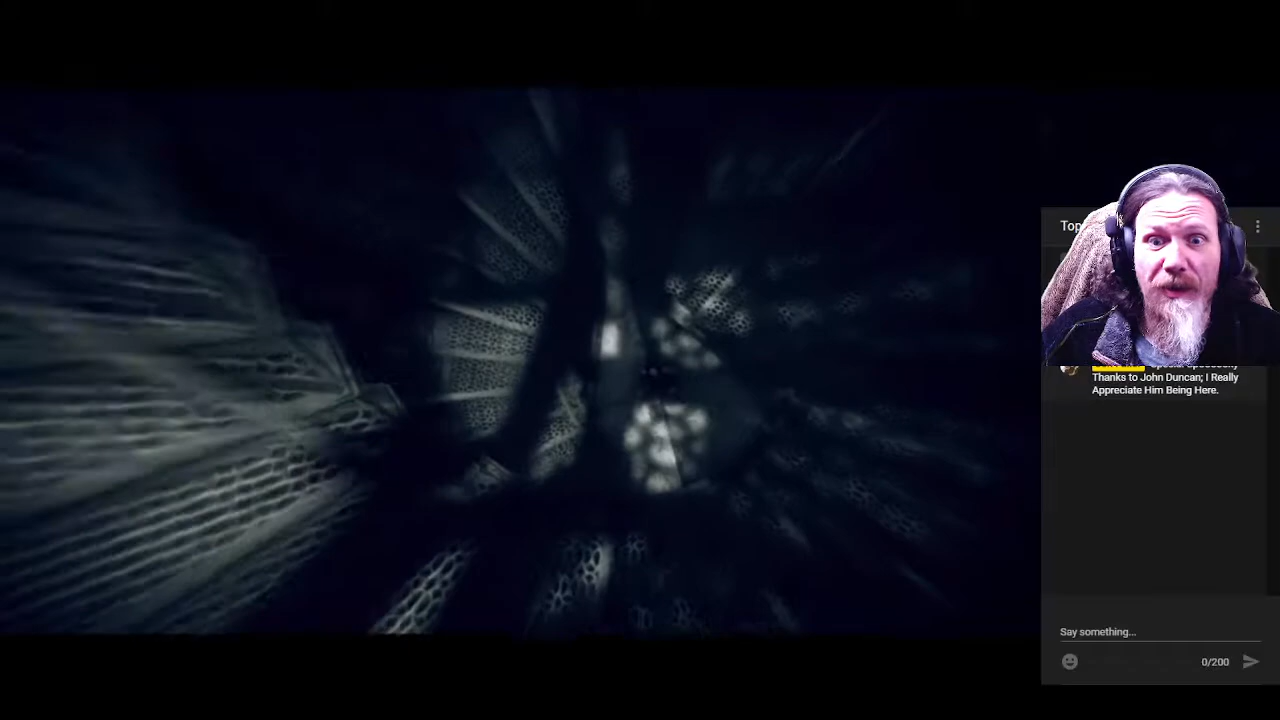 Top
Thanks to John Duncan; I Really
Appreciate Him Being Here.
Say something...
0/200